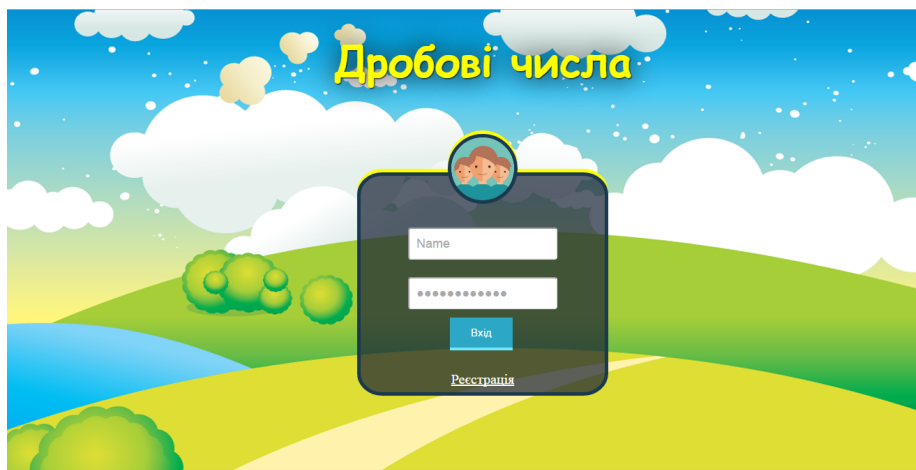 Дробові числа
Name
••••••••••••
Вхід
Реєстрація